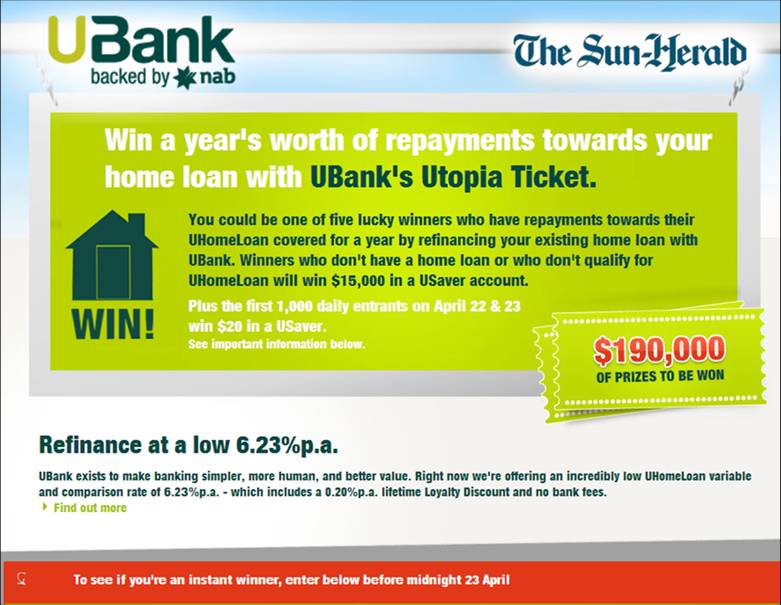 UBank
backed by nab
The Sun-Herald
Win a year's worth of repayments towards your
home loan with UBank's Utopia Ticket.
WIN!
You could be one of five lucky winners who have repayments towards their
UHomeLoan covered for a year by refinancing your existing home loan with
UBank. Winners who don't have a home loan or who don't qualify for
UHomeLoan will win $15,000 in a USaver account.
Plus the first 1,000 daily entrants on April 22 & 23
win $20 in a USaver.
See important information below.
$190,000
OF PRIZES TO BE WON
Refinance at a low 6.23%p.a.
UBank exists to make banking simpler, more human, and better value. Right now we're offering an incredibly low UHomeLoan variable
and comparison rate of 6.23%p.a. - which includes a 0.20%p.a. lifetime Loyalty Discount and no bank fees.
Find out more
To see if you're an instant winner, enter below before midnight 23 April